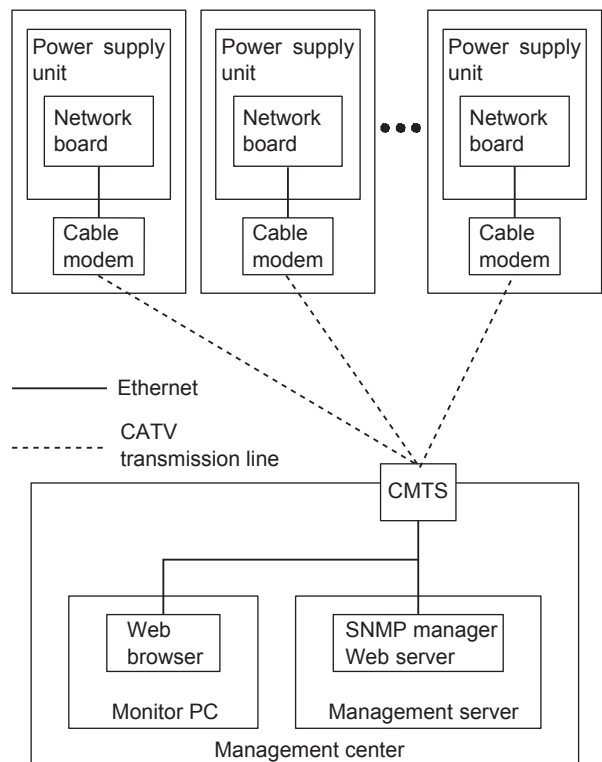 Power supply
unit
Network
board
Cable
modem
Power supply
unit
Network
board
Cable
modem
Power supply
unit
Network
board
Cable
modem
Ethernet
CATV
transmission line
CMTS
Web
browser
Monitor PC
SNMP manager
Web server
Management server
Management center